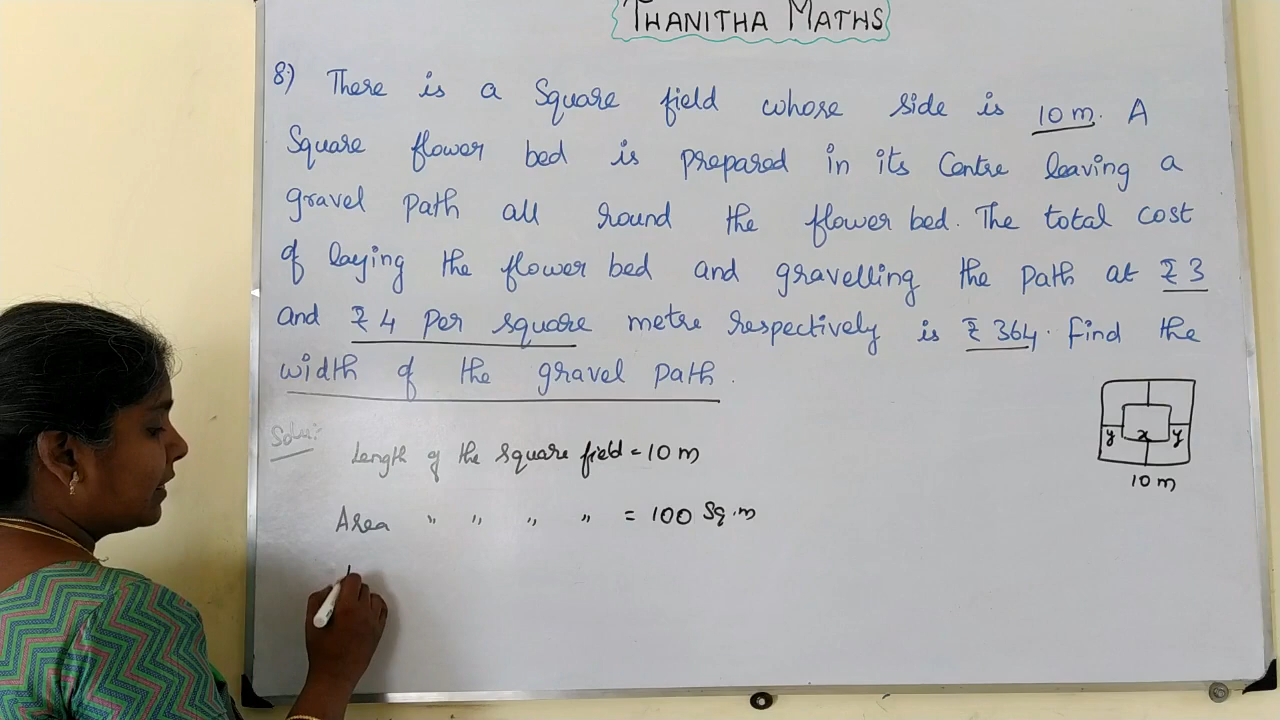 THANITHA MATHS
8) There is a Square field whose side is 10 m. A
Square flower bed is prepared in its Centre leaving a
gravel path all round the flower bed. The total cost
of laying the flower bed and gravelling the path at ₹ 3
and ₹ 4 per square metre respectively is ₹ 364. Find the
width of the gravel path.
Soln:
Length of the square field = 10 m
Area " " " " = 100 Sq.m
y x y
10 m